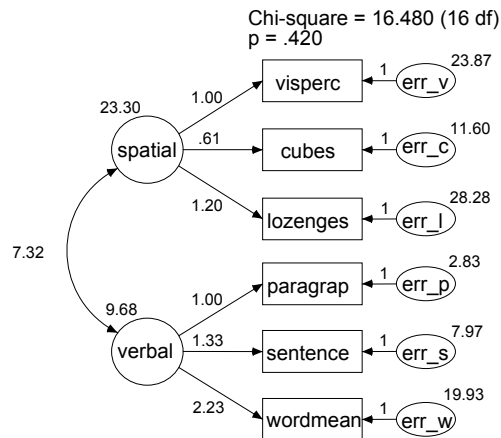 Chi-square = 16.480 (16 df)
p = .420
23.87
1.00
visperc
1
err_v
23.30
11.60
spatial
.61
cubes
1
err_c
28.28
1.20
lozenges
1
err_l
7.32
2.83
1.00
paragrap
1
err_p
9.68
7.97
verbal
1.33
sentence
1
err_s
19.93
2.23
wordmean
1
err_w